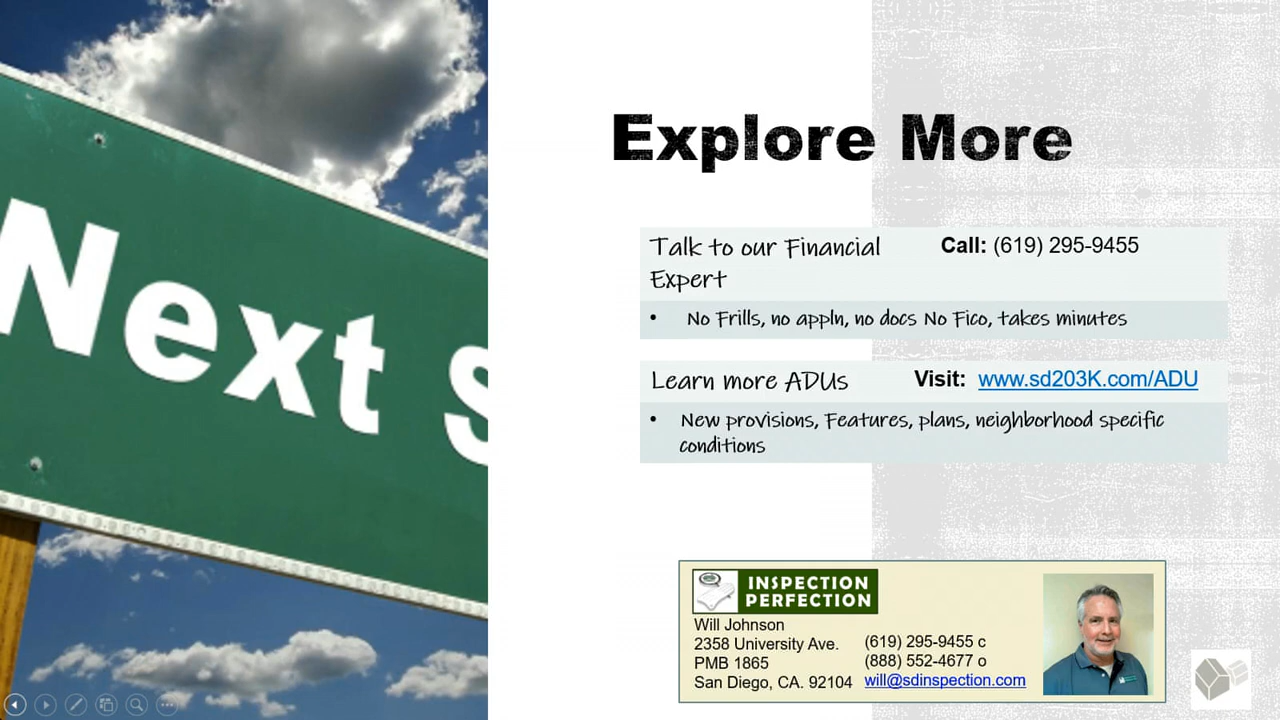 Next
Explore More
Talk to our Financial
Expert
Call: (619) 295-9455
• No Frills, no appln, no docs No Fico, takes minutes
Learn more ADUs
Visit: www.sd203K.com/ADU
• New provisions, Features, plans, neighborhood specific
conditions
INSPECTION
PERFECTION
Will Johnson
2358 University Ave.
PMB 1865
San Diego, CA. 92104
(619) 295-9455 c
(888) 552-4677 o
will@sdinspection.com